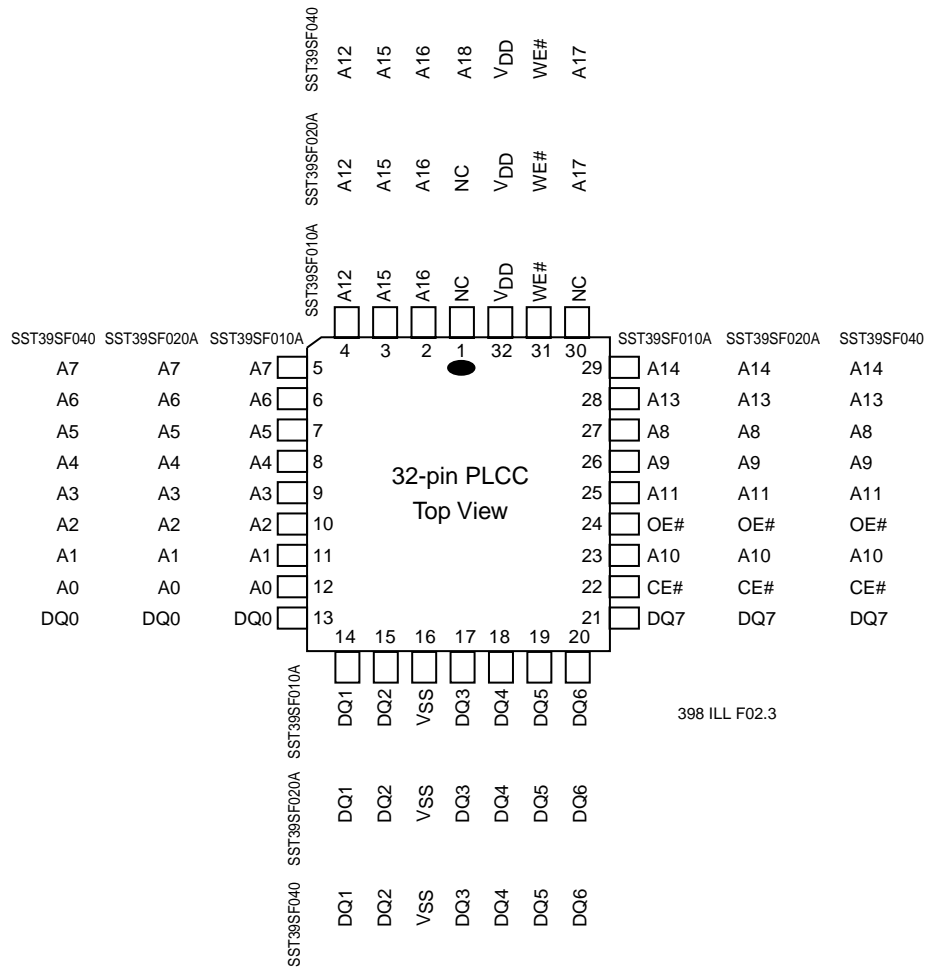 SST39SF040 A12 A15 A16 A18 VDD WE# A17
SST39SF020A A12 A15 A16 NC VDD WE# A17
SST39SF010A A12 A15 A16 NC VDD WE# NC
4 3 2 1 32 31 30
SST39SF040 SST39SF020A SST39SF010A SST39SF010A SST39SF020A SST39SF040
A7 A7 A7 5 29 A14 A14 A14
A6 A6 A6 6 28 A13 A13 A13
A5 A5 A5 7 27 A8 A8 A8
A4 A4 A4 8 26 A9 A9 A9
A3 A3 A3 9 25 A11 A11 A11
A2 A2 A2 10 24 OE# OE# OE#
A1 A1 A1 11 23 A10 A10 A10
A0 A0 A0 12 22 CE# CE# CE#
DQ0 DQ0 DQ0 13 21 DQ7 DQ7 DQ7
32-pin PLCC
Top View
14 15 16 17 18 19 20
SST39SF010A DQ1 DQ2 VSS DQ3 DQ4 DQ5 DQ6
398 ILL F02.3
SST39SF020A DQ1 DQ2 VSS DQ3 DQ4 DQ5 DQ6
SST39SF040 DQ1 DQ2 VSS DQ3 DQ4 DQ5 DQ6